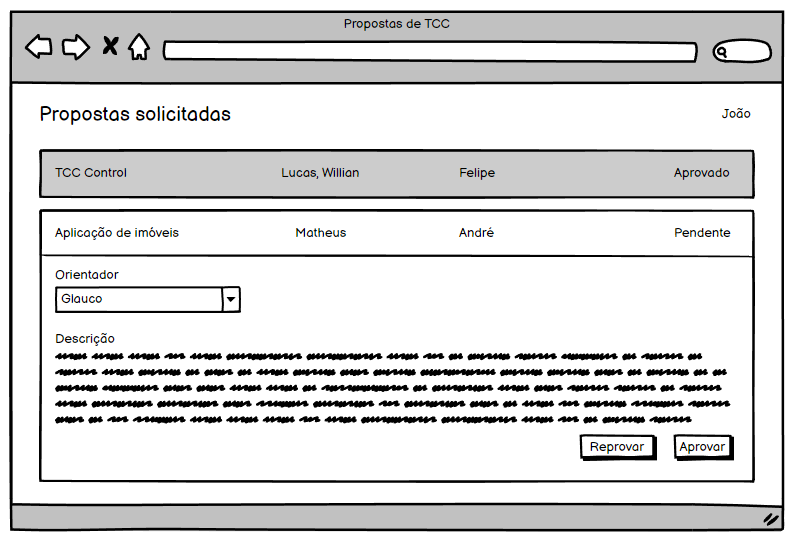 Propostas de TCC
Propostas solicitadas João
TCC Control Lucas, Willian Felipe Aprovado
Aplicação de imóveis Matheus André Pendente
Orientador
Glauco
Descrição
Reprovar Aprovar